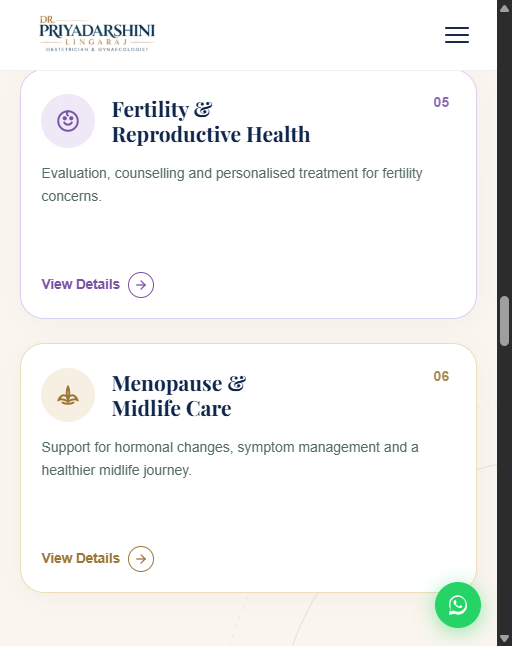 DR.
PRIYADARSHINI
LINGARAJ
OBSTETRICIAN & GYNAECOLOGIST
Fertility &
Reproductive Health
05
Evaluation, counselling and personalised treatment for fertility
concerns.
View Details
Menopause &
Midlife Care
06
Support for hormonal changes, symptom management and a
healthier midlife journey.
View Details